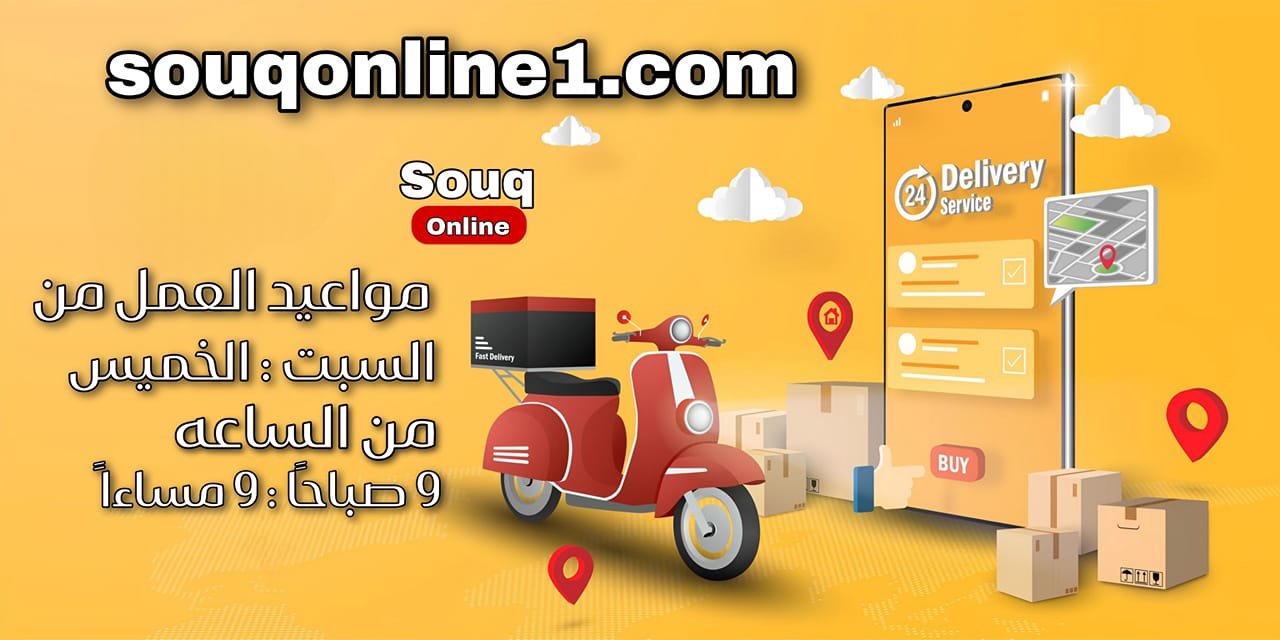 souqonline1.com
Souq
Online
مواعيد العمل من
السبت : الخميس
من الساعه
9 صباحاً : 9 مساءاً
Fast Delivery
24 Delivery
Service
BUY